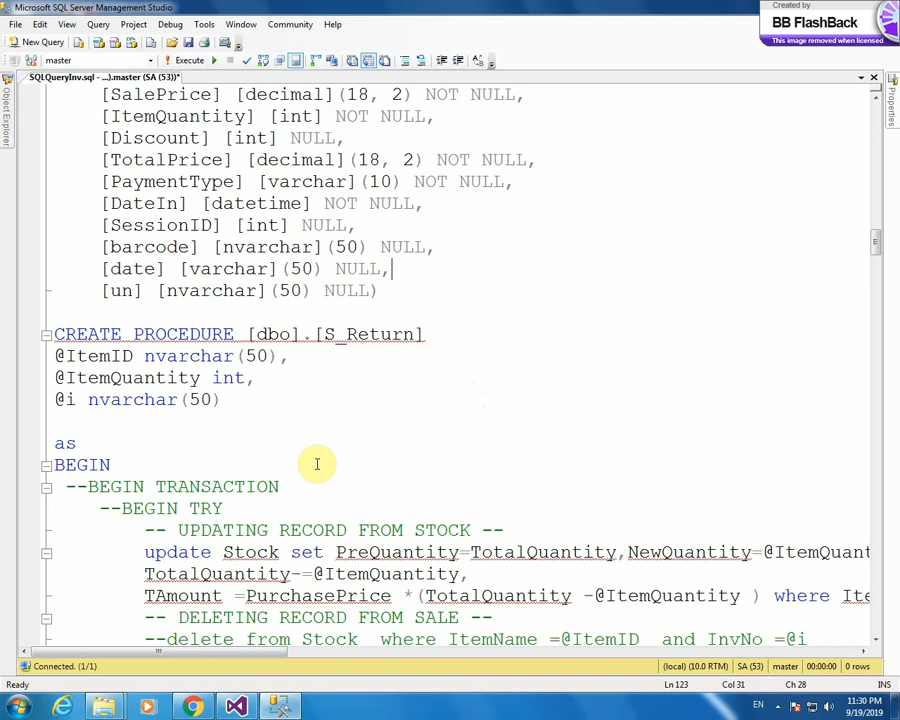 Microsoft SQL Server Management Studio
Created by
BB FlashBack
This image removed when licensed
File Edit View Query Project Debug Tools Window Community Help
New Query
master Execute
SQLQueryInv.sql - ...).master (SA (53))*
Object Explorer
Properties
[SalePrice] [decimal](18, 2) NOT NULL,
[ItemQuantity] [int] NOT NULL,
[Discount] [int] NULL,
[TotalPrice] [decimal](18, 2) NOT NULL,
[PaymentType] [varchar](10) NOT NULL,
[DateIn] [datetime] NOT NULL,
[SessionID] [int] NULL,
[barcode] [nvarchar](50) NULL,
[date] [varchar](50) NULL,
[un] [nvarchar](50) NULL)
CREATE PROCEDURE [dbo].[S_Return]
@ItemID nvarchar(50),
@ItemQuantity int,
@i nvarchar(50)
as
BEGIN
--BEGIN TRANSACTION
--BEGIN TRY
-- UPDATING RECORD FROM STOCK --
update Stock set PreQuantity=TotalQuantity,NewQuantity=@ItemQuant
TotalQuantity-=@ItemQuantity,
TAmount =PurchasePrice *(TotalQuantity -@ItemQuantity ) where Ite
-- DELETING RECORD FROM SALE --
--delete from Stock where ItemName =@ItemID and InvNo =@i
Connected. (1/1) (local) (10.0 RTM) SA (53) master 00:00:00 0 rows
Ready Ln 123 Col 31 Ch 28 INS
EN 11:30 PM
9/19/2019